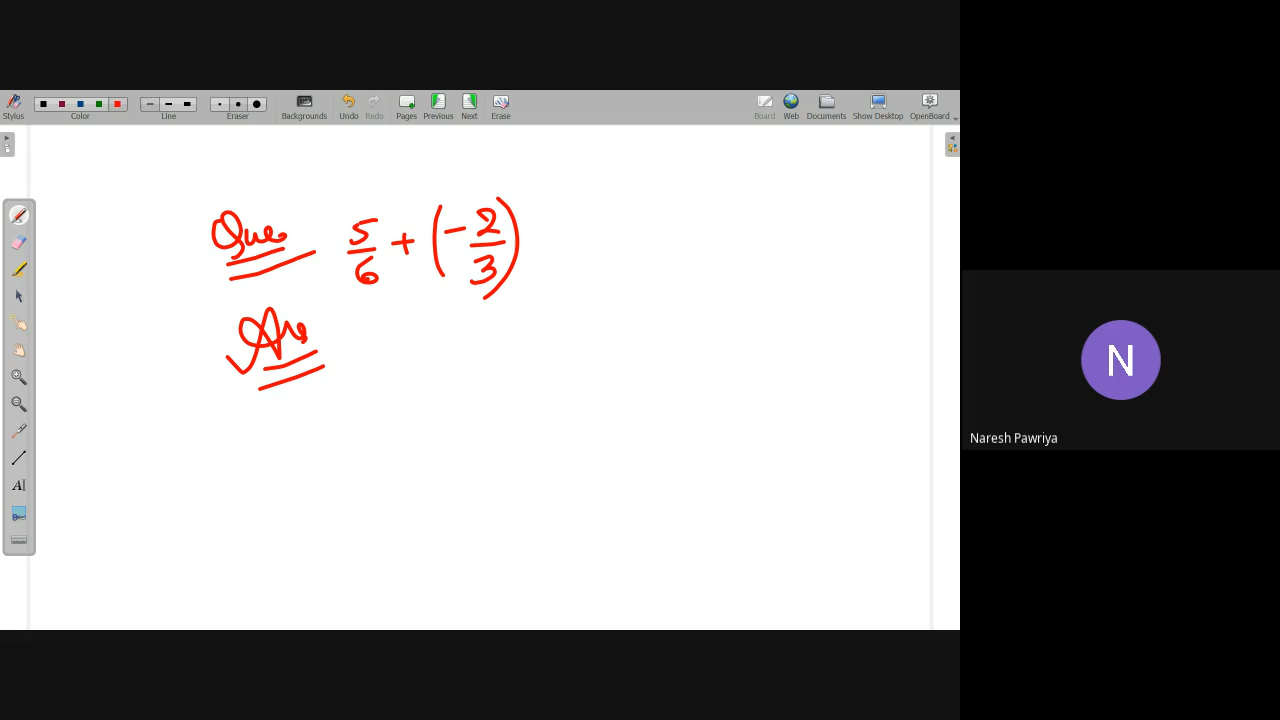 Stylus Color Line Eraser Backgrounds Undo Redo Pages Previous Next Erase Board Web Documents Show Desktop OpenBoard
Que 5/6 + (-2/3)
Ans
N
Naresh Pawriya